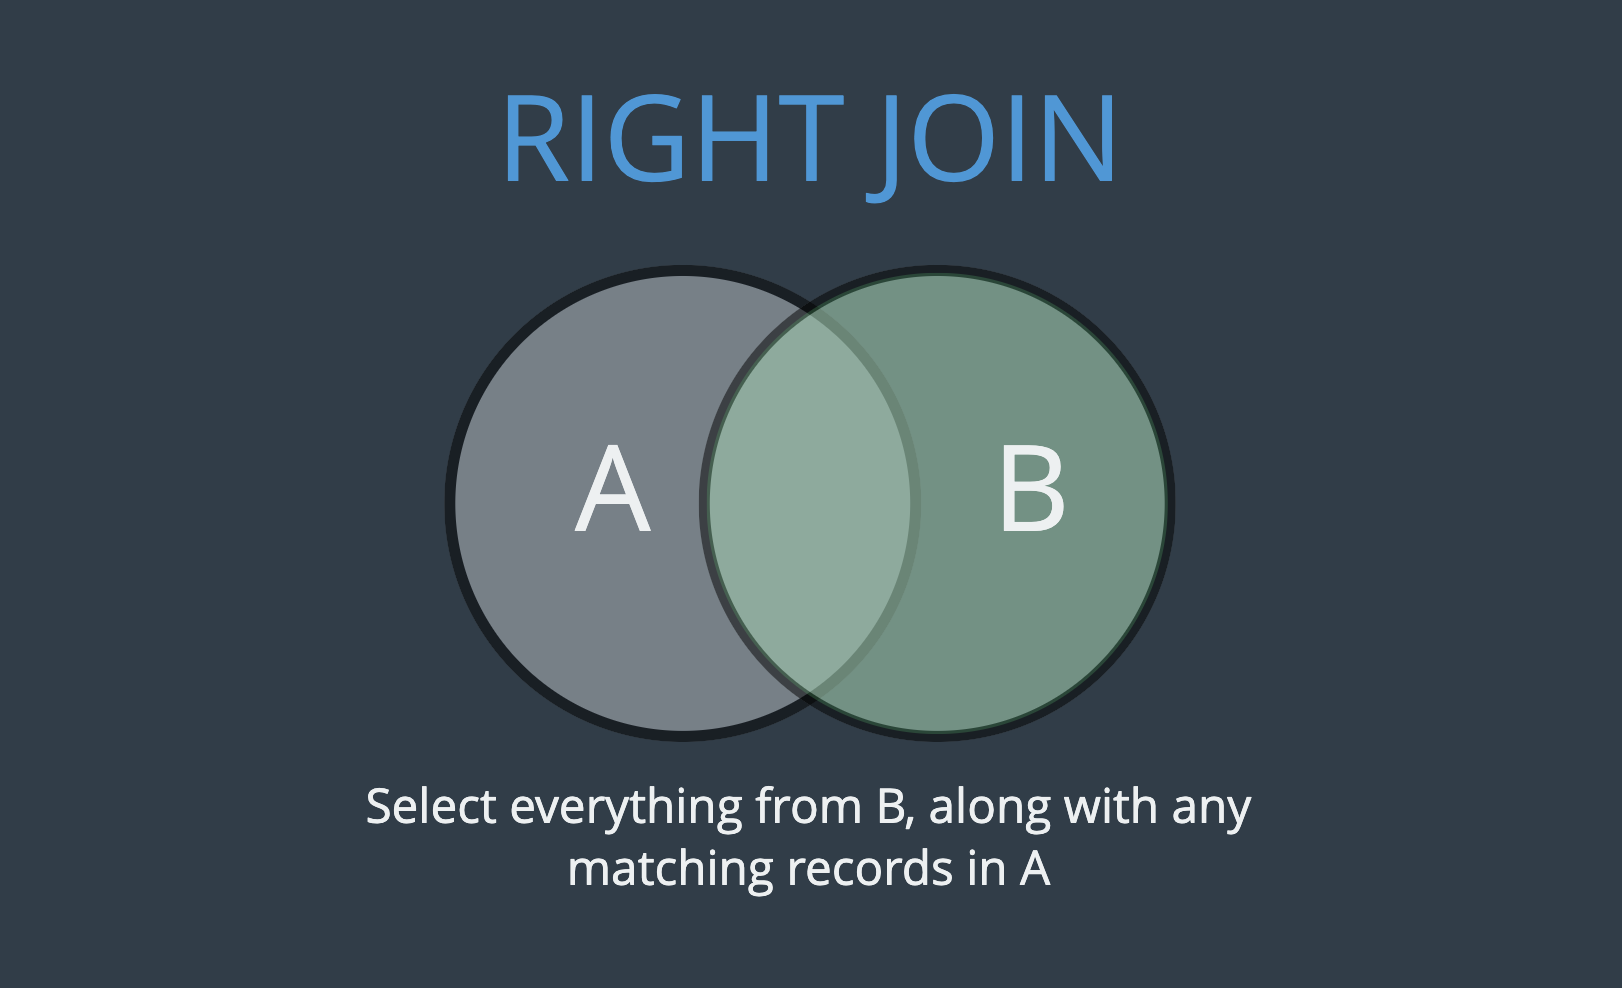 RIGHT JOIN
A B
Select everything from B, along with any
matching records in A